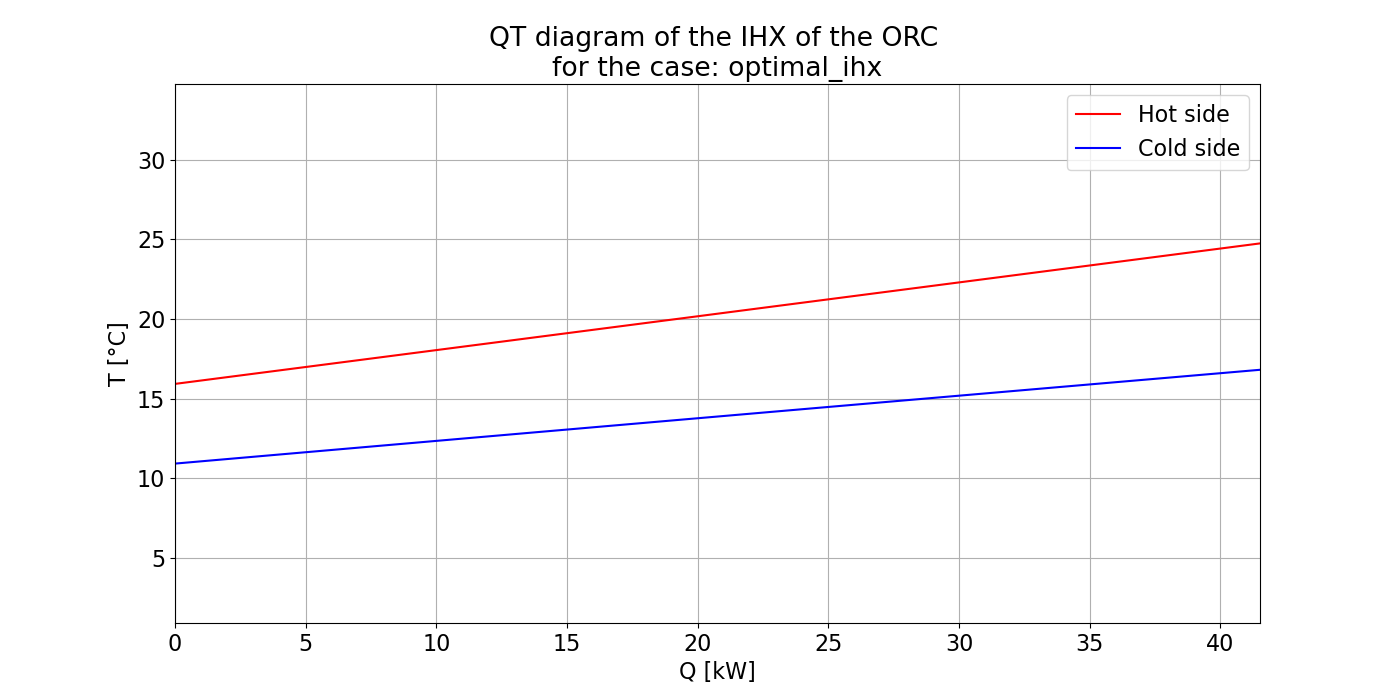 QT diagram of the IHX of the ORC
for the case: optimal_ihx
Hot side
Cold side
T [°C]
30
25
20
15
10
5
0 5 10 15 20 25 30 35 40
Q [kW]